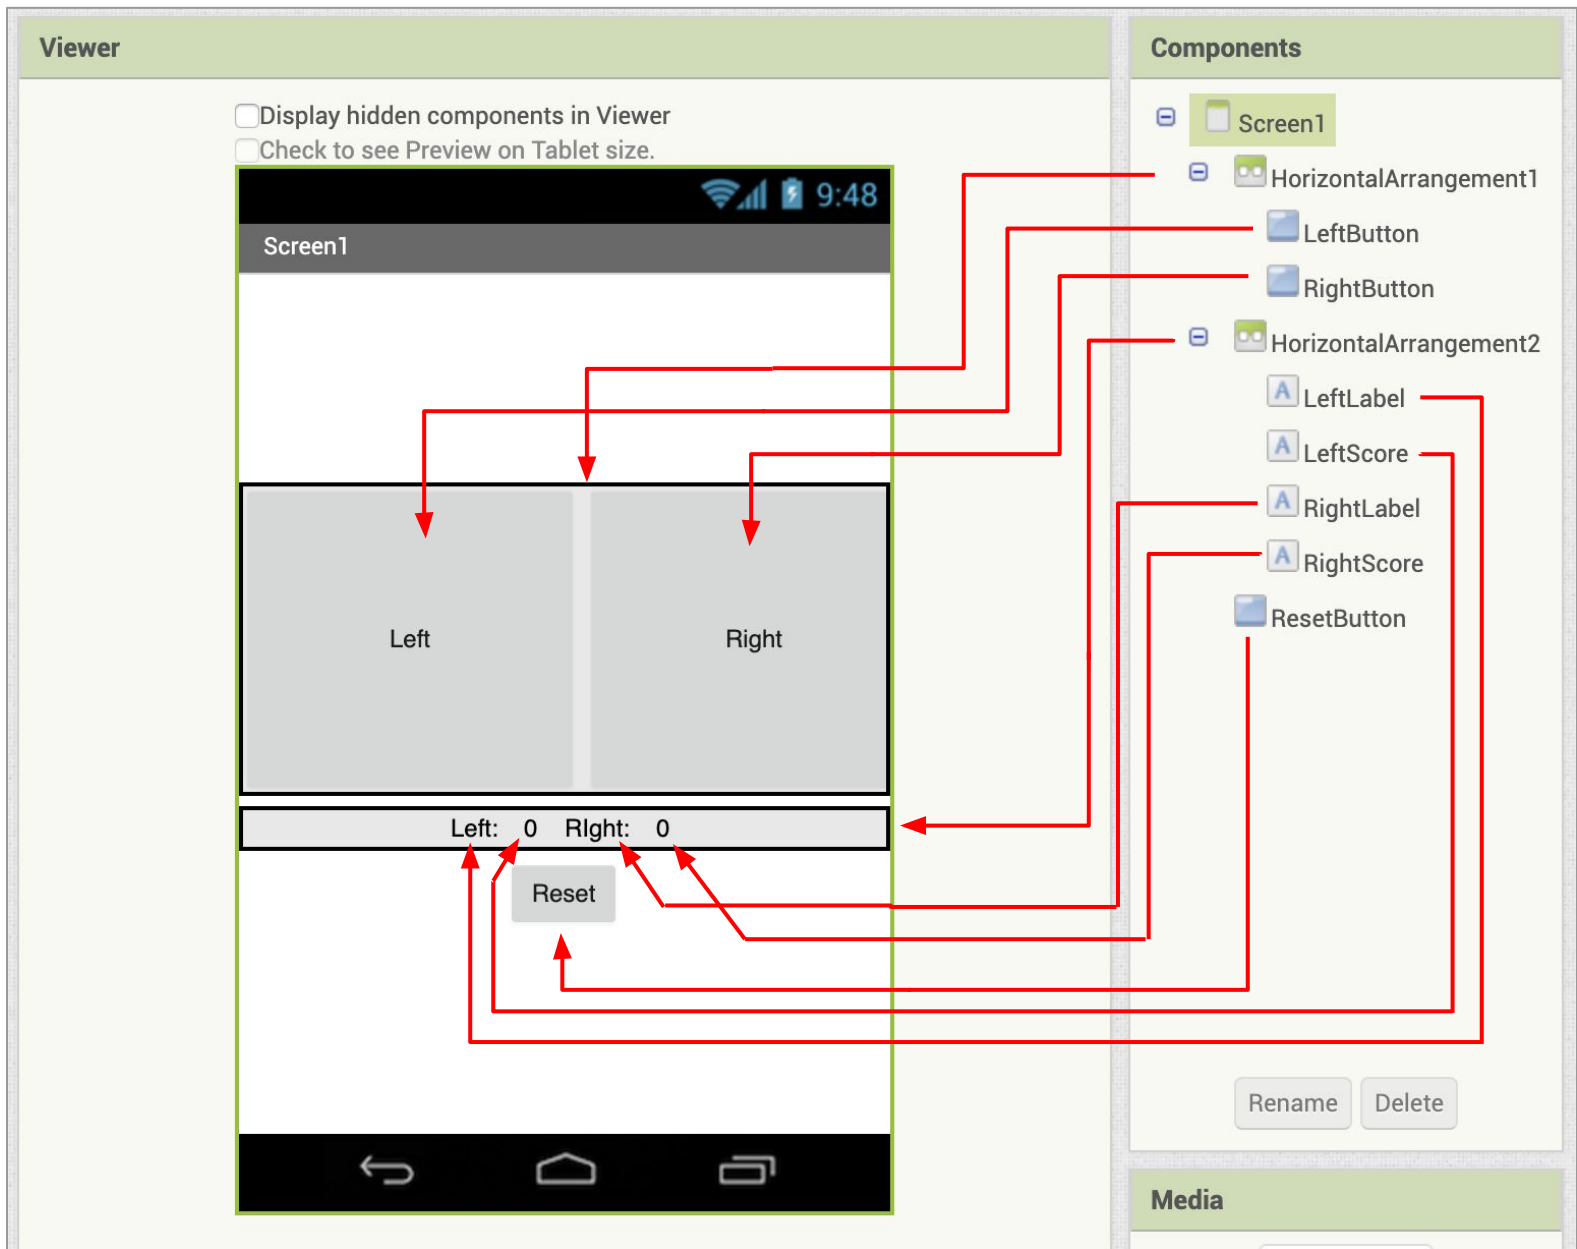 Viewer
Display hidden components in Viewer
Check to see Preview on Tablet size.
9:48
Screen1
Left
Right
Left: 0 RIght: 0
Reset
Components
Screen1
HorizontalArrangement1
LeftButton
RightButton
HorizontalArrangement2
A LeftLabel
A LeftScore
A RightLabel
A RightScore
ResetButton
Rename Delete
Media